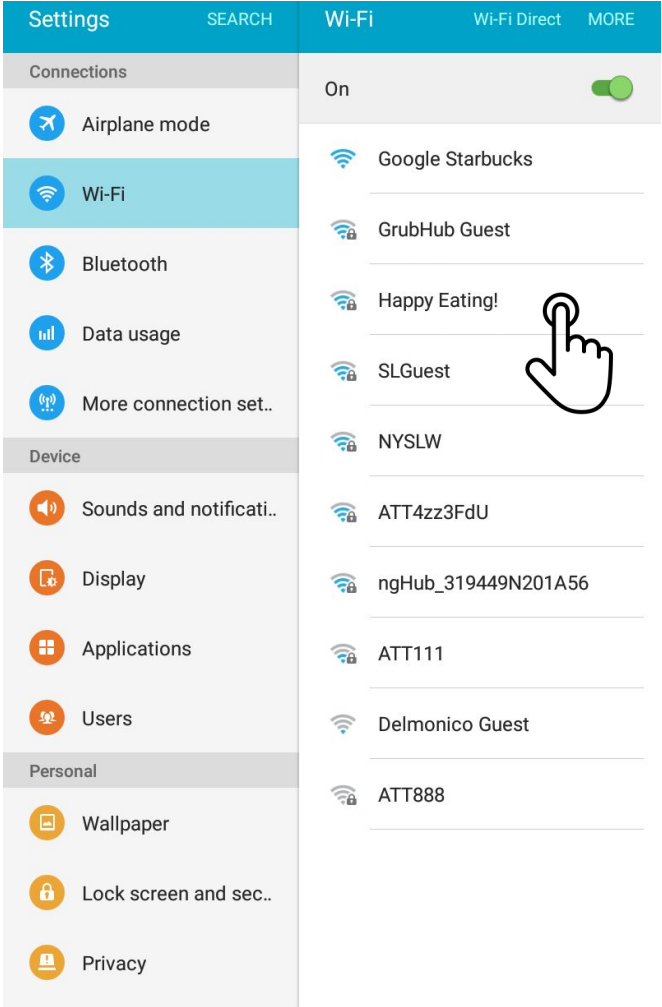 Settings
SEARCH
Connections
Airplane mode
Wi-Fi
Bluetooth
Data usage
More connection set..
Device
Sounds and notificati..
Display
Applications
Users
Personal
Wallpaper
Lock screen and sec..
Privacy
Wi-Fi
Wi-Fi Direct
MORE
On
Google Starbucks
GrubHub Guest
Happy Eating!
SLGuest
NYSLW
ATT4zz3FdU
ngHub_319449N201A56
ATT111
Delmonico Guest
ATT888